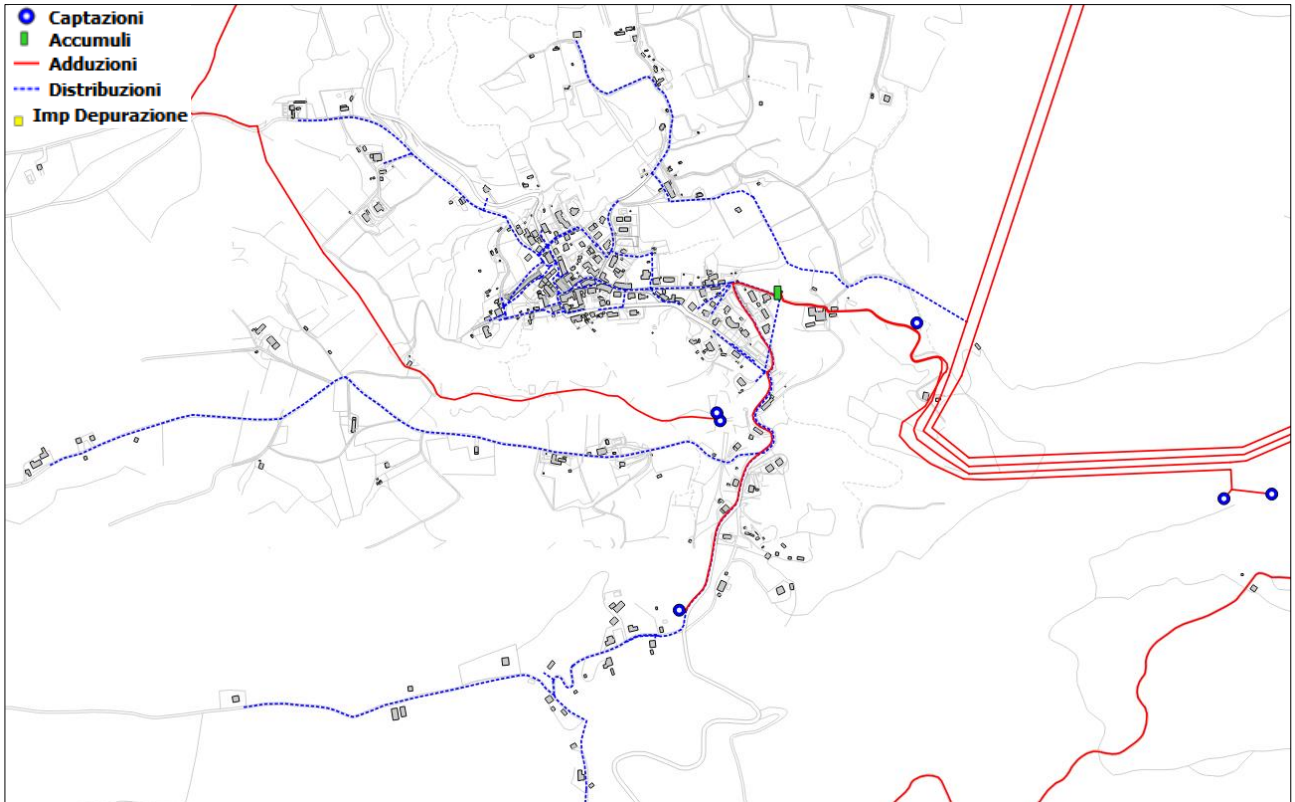 Captazioni
Accumuli
Adduzioni
Distribuzioni
Imp Depurazione